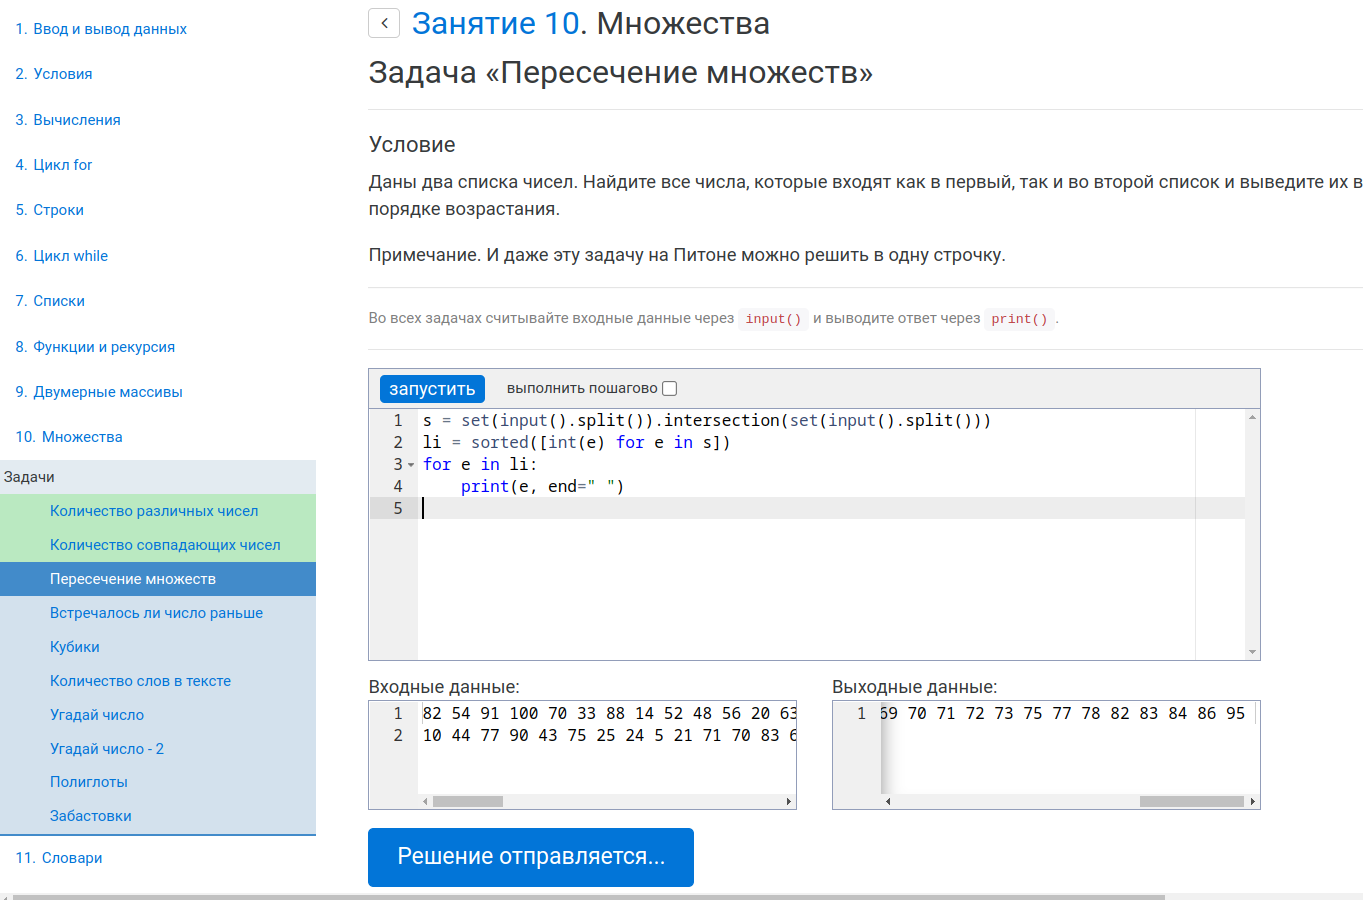 1. Ввод и вывод данных
2. Условия
3. Вычисления
4. Цикл for
5. Строки
6. Цикл while
7. Списки
8. Функции и рекурсия
9. Двумерные массивы
10. Множества
Задачи
Количество различных чисел
Количество совпадающих чисел
Пересечение множеств
Встречалось ли число раньше
Кубики
Количество слов в тексте
Угадай число
Угадай число - 2
Полиглоты
Забастовки
11. Словари
Занятие 10. Множества
Задача «Пересечение множеств»
Условие
Даны два списка чисел. Найдите все числа, которые входят как в первый, так и во второй список и выведите их в
порядке возрастания.
Примечание. И даже эту задачу на Питоне можно решить в одну строчку.
Во всех задачах считывайте входные данные через input() и выводите ответ через print().
запустить выполнить пошагово
1 s = set(input().split()).intersection(set(input().split()))
2 li = sorted([int(e) for e in s])
3 for e in li:
4     print(e, end=" ")
5
Входные данные:
1 82 54 91 100 70 33 88 14 52 48 56 20 63
2 10 44 77 90 43 75 25 24 5 21 71 70 83 6
Выходные данные:
1 69 70 71 72 73 75 77 78 82 83 84 86 95
Решение отправляется...